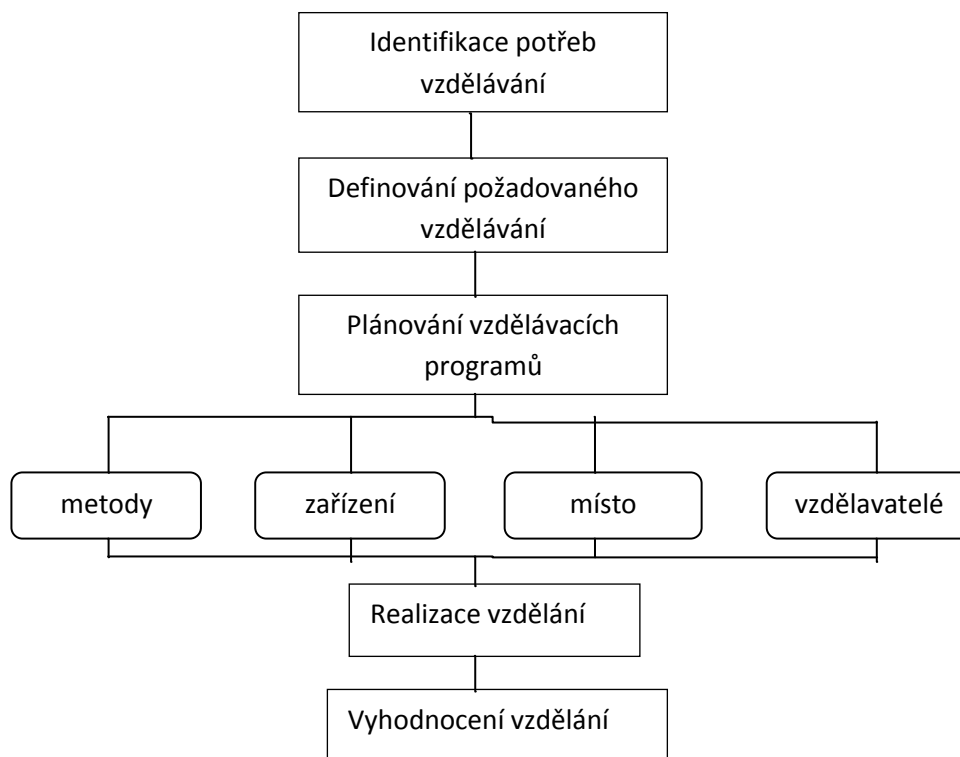 Identifikace potřeb
vzdělávání
Definování požadovaného
vzdělávání
Plánování vzdělávacích
programů
metody
zařízení
místo
vzdělavatelé
Realizace vzdělání
Vyhodnocení vzdělání